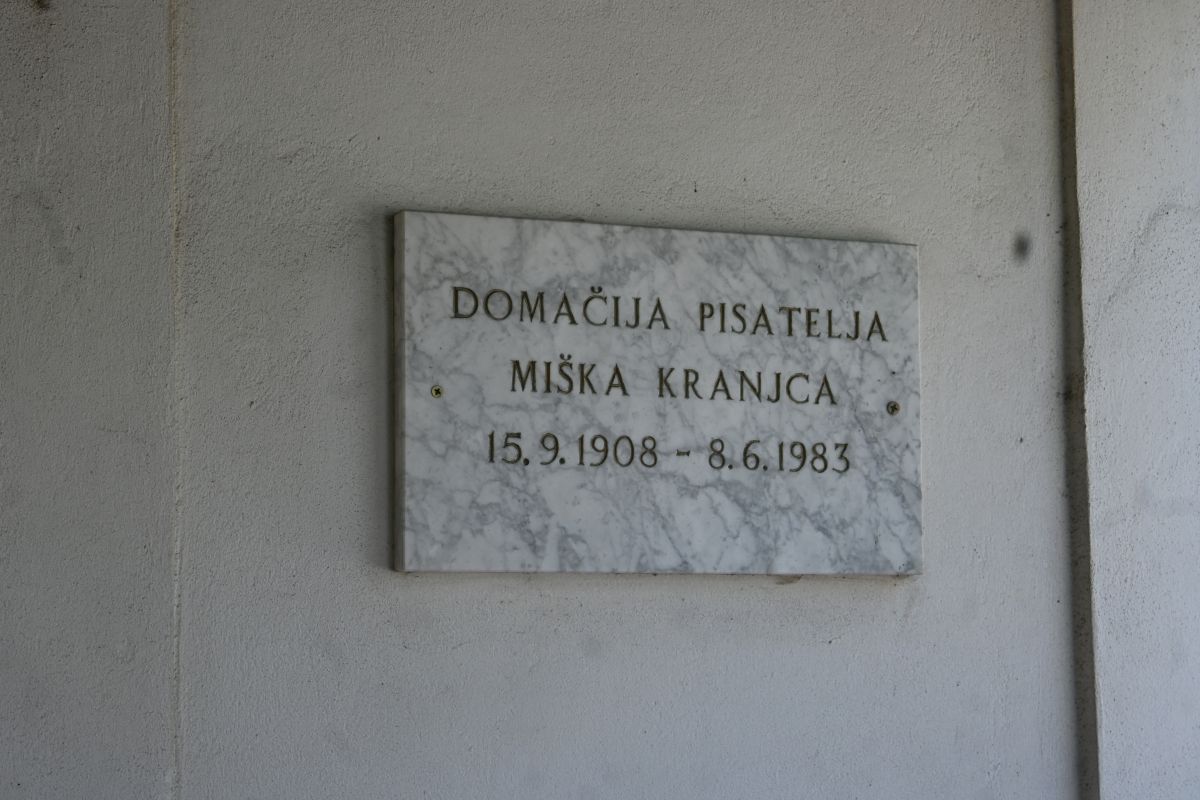 DOMAČIJA PISATELJA
MIŠKA KRANJCA
15. 9. 1908 - 8. 6. 1983